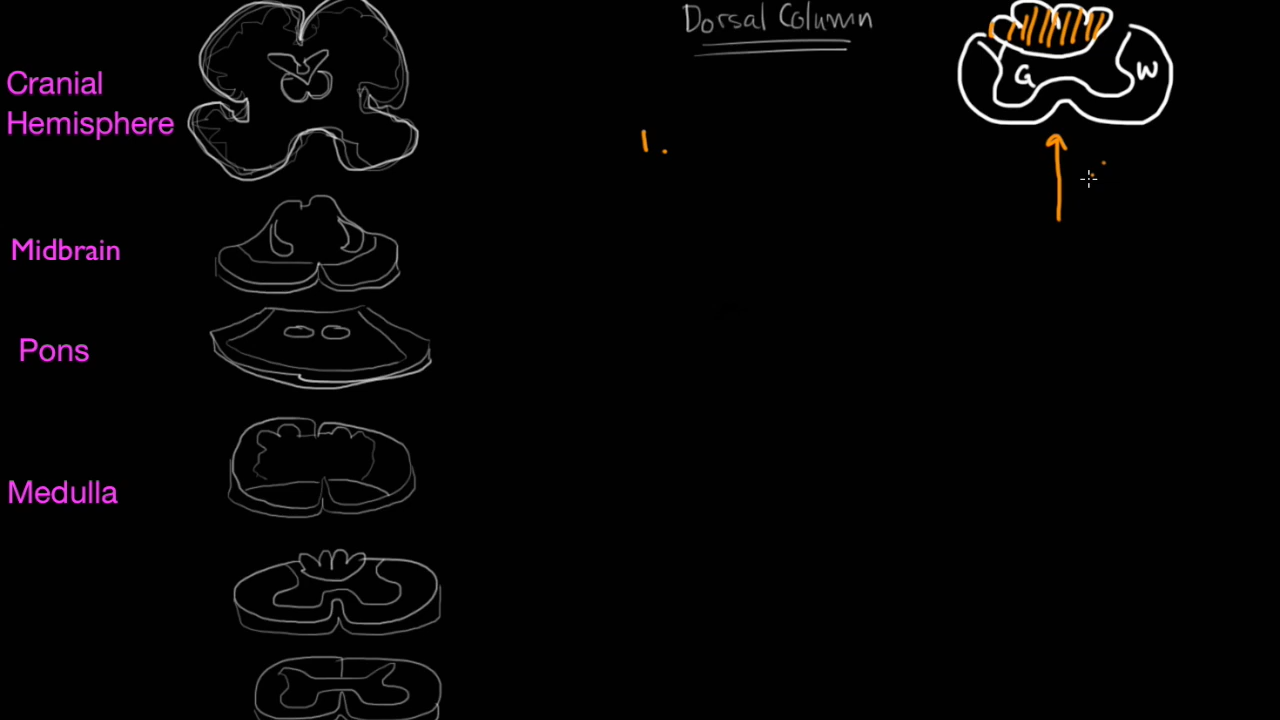 Dorsal Column
Cranial
Hemisphere
G
W
1.
Midbrain
Pons
Medulla